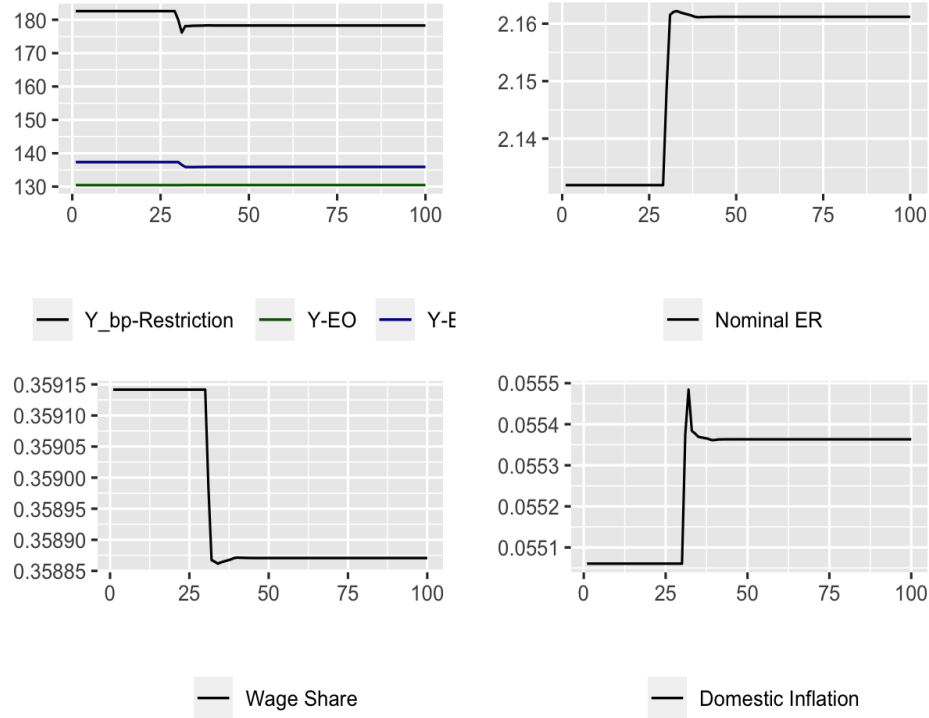 180
170
160
150
140
130
0 25 50 75 100
2.16
2.15
2.14
0 25 50 75 100
Y_bp-Restriction Y-EO Y-E
Nominal ER
0.35915
0.35910
0.35905
0.35900
0.35895
0.35890
0.35885
0 25 50 75 100
0.0555
0.0554
0.0553
0.0552
0.0551
0 25 50 75 100
Wage Share
Domestic Inflation